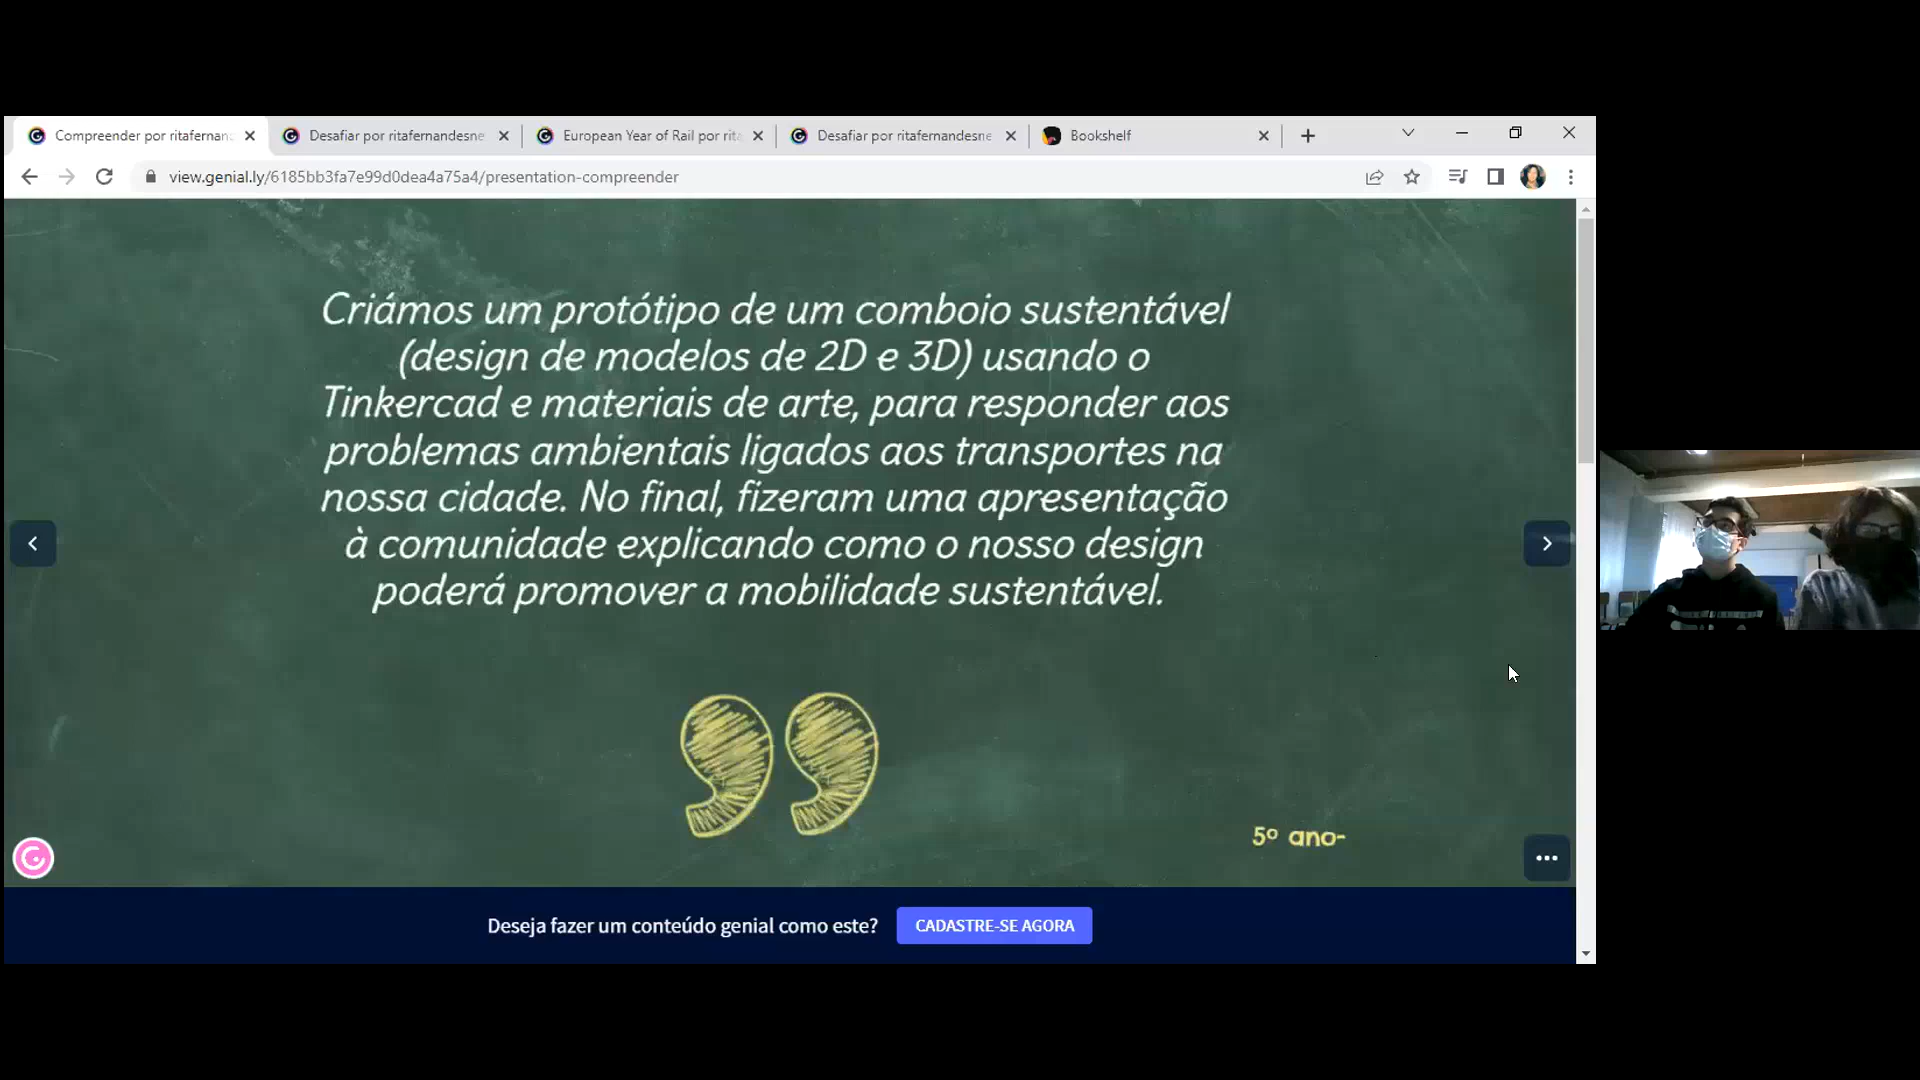 Compreender por ritafernan
Desafiar por ritafernandesne
European Year of Rail por rit
Desafiar por ritafernandesne
Bookshelf
view.genial.ly/6185bb3fa7e99d0dea4a75a4/presentation-compreender
Criámos um protótipo de um comboio sustentável
(design de modelos de 2D e 3D) usando o
Tinkercad e materiais de arte, para responder aos
problemas ambientais ligados aos transportes na
nossa cidade. No final, fizeram uma apresentação
à comunidade explicando como o nosso design
poderá promover a mobilidade sustentável.
5º ano-
Deseja fazer um conteúdo genial como este?
CADASTRE-SE AGORA